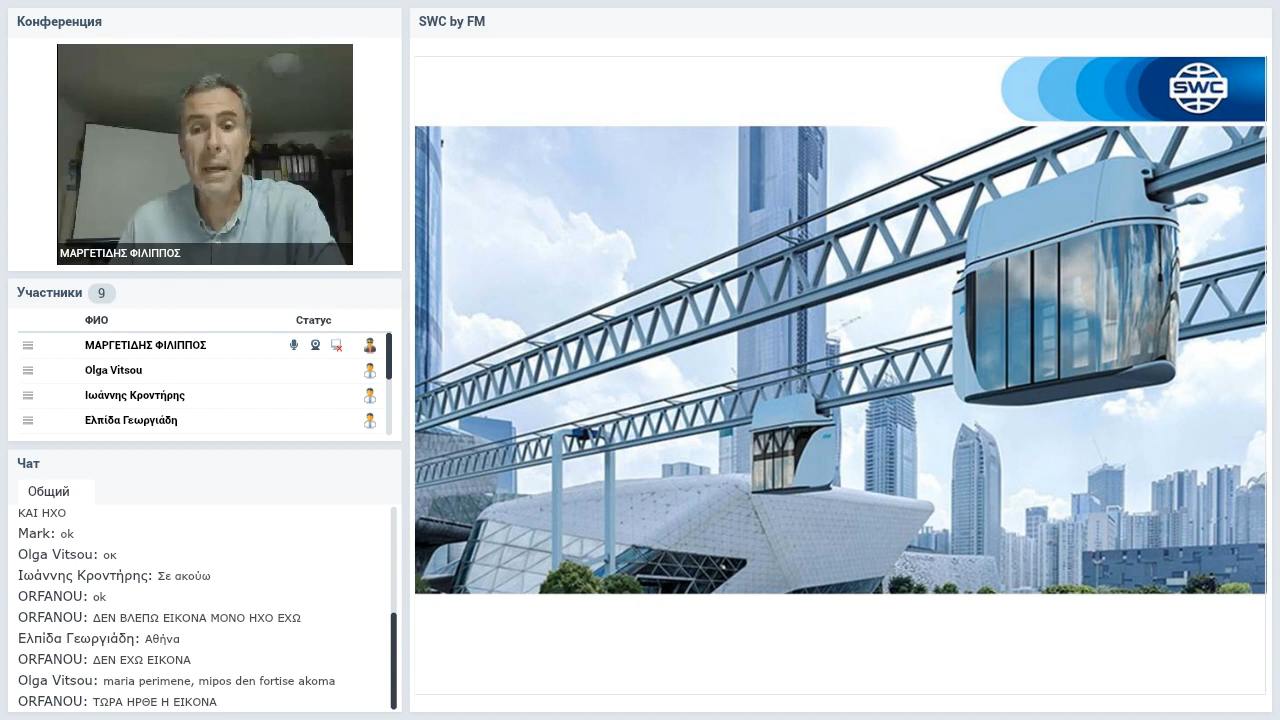 Конференция
ΜΑΡΓΕΤΙΔΗΣ ΦΙΛΙΠΠΟΣ
Участники 9
ФИО Статус
ΜΑΡΓΕΤΙΔΗΣ ΦΙΛΙΠΠΟΣ
Olga Vitsou
Ιωάννης Κροντήρης
Ελπίδα Γεωργιάδη
Чат
Общий
ΚΑΙ ΗΧΟ
Mark: ok
Olga Vitsou: οκ
Ιωάννης Κροντήρης: Σε ακούω
ORFANOU: ok
ORFANOU: ΔΕΝ ΒΛΕΠΩ ΕΙΚΟΝΑ ΜΟΝΟ ΗΧΟ ΕΧΩ
Ελπίδα Γεωργιάδη: Αθήνα
ORFANOU: ΔΕΝ ΕΧΩ ΕΙΚΟΝΑ
Olga Vitsou: maria perimene, mipos den fortise akoma
ORFANOU: ΤΩΡΑ ΗΡΘΕ Η ΕΙΚΟΝΑ
SWC by FM
SWC